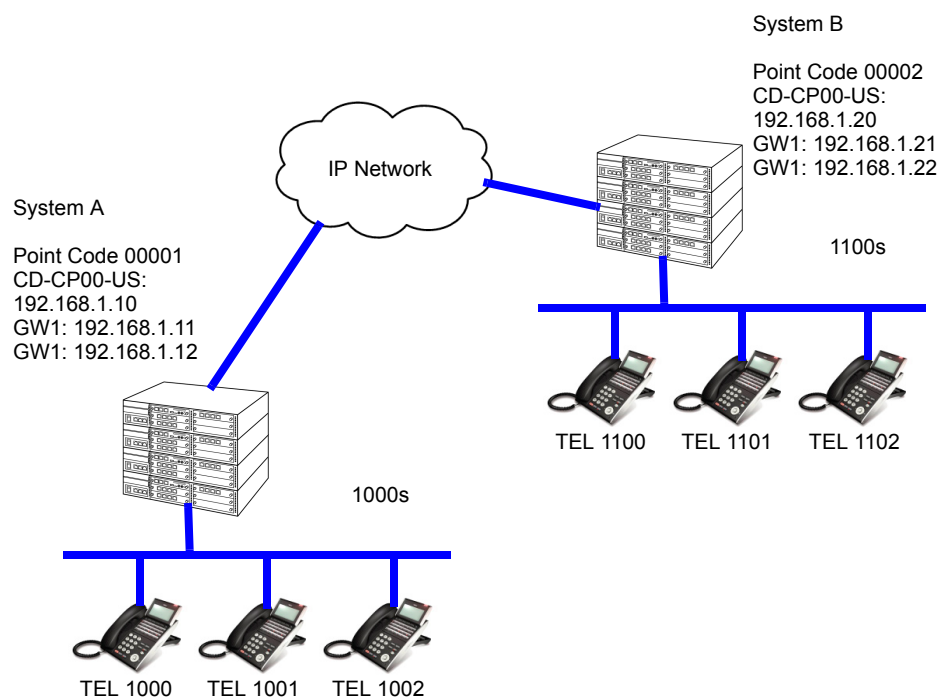 System B
Point Code 00002
CD-CP00-US:
192.168.1.20
GW1: 192.168.1.21
GW1: 192.168.1.22
IP Network
System A
Point Code 00001
CD-CP00-US:
192.168.1.10
GW1: 192.168.1.11
GW1: 192.168.1.12
1100s
TEL 1100
TEL 1101
TEL 1102
1000s
TEL 1000
TEL 1001
TEL 1002